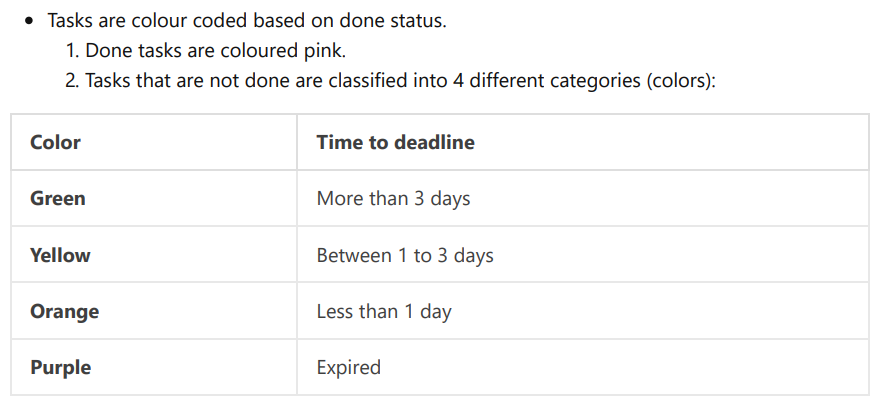 • Tasks are colour coded based on done status.
1. Done tasks are coloured pink.
2. Tasks that are not done are classified into 4 different categories (colors):
Color Time to deadline
Green More than 3 days
Yellow Between 1 to 3 days
Orange Less than 1 day
Purple Expired